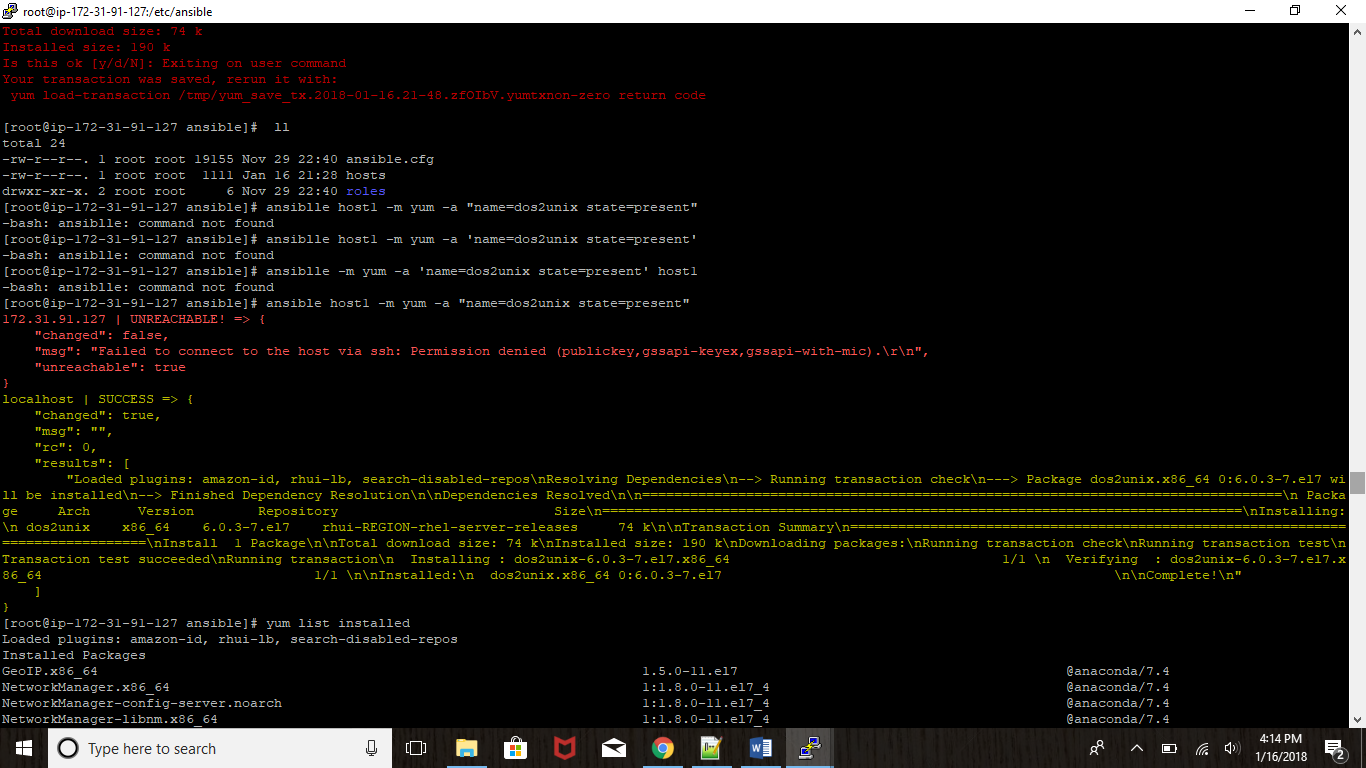 root@ip-172-31-91-127:/etc/ansible
Total download size: 74 k
Installed size: 190 k
Is this ok [y/d/N]: Exiting on user command
Your transaction was saved, rerun it with:
 yum load-transaction /tmp/yum_save_tx.2018-01-16.21-48.zfOIbV.yumtxnon-zero return code
[root@ip-172-31-91-127 ansible]#  ll
total 24
-rw-r--r--. 1 root root 19155 Nov 29 22:40 ansible.cfg
-rw-r--r--. 1 root root  1111 Jan 16 21:28 hosts
drwxr-xr-x. 2 root root     6 Nov 29 22:40 roles
[root@ip-172-31-91-127 ansible]# ansiblle host1 -m yum -a "name=dos2unix state=present"
-bash: ansiblle: command not found
[root@ip-172-31-91-127 ansible]# ansiblle host1 -m yum -a 'name=dos2unix state=present'
-bash: ansiblle: command not found
[root@ip-172-31-91-127 ansible]# ansiblle -m yum -a 'name=dos2unix state=present' host1
-bash: ansiblle: command not found
[root@ip-172-31-91-127 ansible]# ansible host1 -m yum -a "name=dos2unix state=present"
172.31.91.127 | UNREACHABLE! => {
    "changed": false,
    "msg": "Failed to connect to the host via ssh: Permission denied (publickey,gssapi-keyex,gssapi-with-mic).\r\n",
    "unreachable": true
}
localhost | SUCCESS => {
    "changed": true,
    "msg": "",
    "rc": 0,
    "results": [
        "Loaded plugins: amazon-id, rhui-lb, search-disabled-repos\nResolving Dependencies\n--> Running transaction check\n---> Package dos2unix.x86_64 0:6.0.3-7.el7 wi
ll be installed\n--> Finished Dependency Resolution\n\nDependencies Resolved\n\n================================================================================\n Packa
ge     Arch      Version        Repository                           Size\n================================================================================\nInstalling:
\n dos2unix    x86_64    6.0.3-7.el7    rhui-REGION-rhel-server-releases     74 k\n\nTransaction Summary\n==============================================================
==================\nInstall  1 Package\n\nTotal download size: 74 k\nInstalled size: 190 k\nDownloading packages:\nRunning transaction check\nRunning transaction test\n
Transaction test succeeded\nRunning transaction\n  Installing : dos2unix-6.0.3-7.el7.x86_64                                  1/1 \n  Verifying  : dos2unix-6.0.3-7.el7.x
86_64                                  1/1 \n\nInstalled:\n  dos2unix.x86_64 0:6.0.3-7.el7                                                 \n\nComplete!\n"
    ]
}
[root@ip-172-31-91-127 ansible]# yum list installed
Loaded plugins: amazon-id, rhui-lb, search-disabled-repos
Installed Packages
GeoIP.x86_64 1.5.0-11.el7 @anaconda/7.4
NetworkManager.x86_64 1:1.8.0-11.el7_4 @anaconda/7.4
NetworkManager-config-server.noarch 1:1.8.0-11.el7_4 @anaconda/7.4
NetworkManager-libnm.x86_64 1:1.8.0-11.el7_4 @anaconda/7.4
Type here to search
4:14 PM
1/16/2018
2